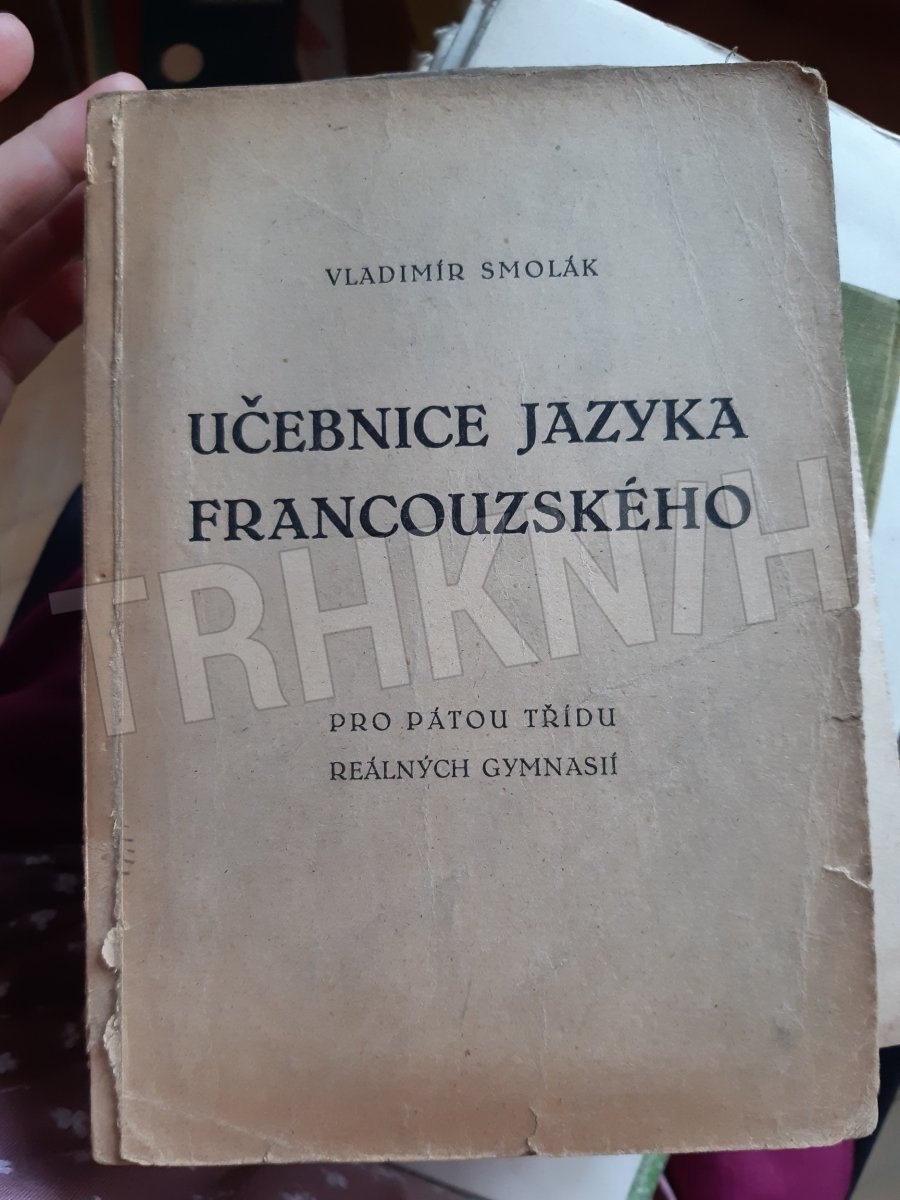 VLADIMÍR SMOLÁK
UČEBNICE JAZYKA
FRANCOUZSKÉHO
TRHKNIH
PRO PÁTOU TŘÍDU
REÁLNÝCH GYMNASIÍ